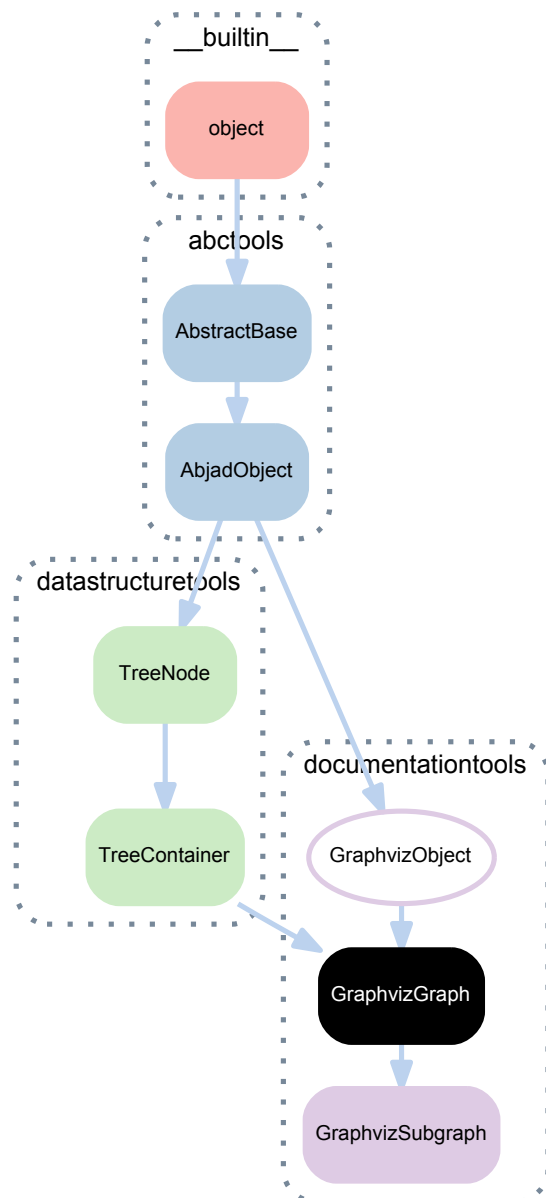 __builtin__
object
abctools
AbstractBase
AbjadObject
datastructuretools
TreeNode
documentationtools
TreeContainer
GraphvizObject
GraphvizGraph
GraphvizSubgraph